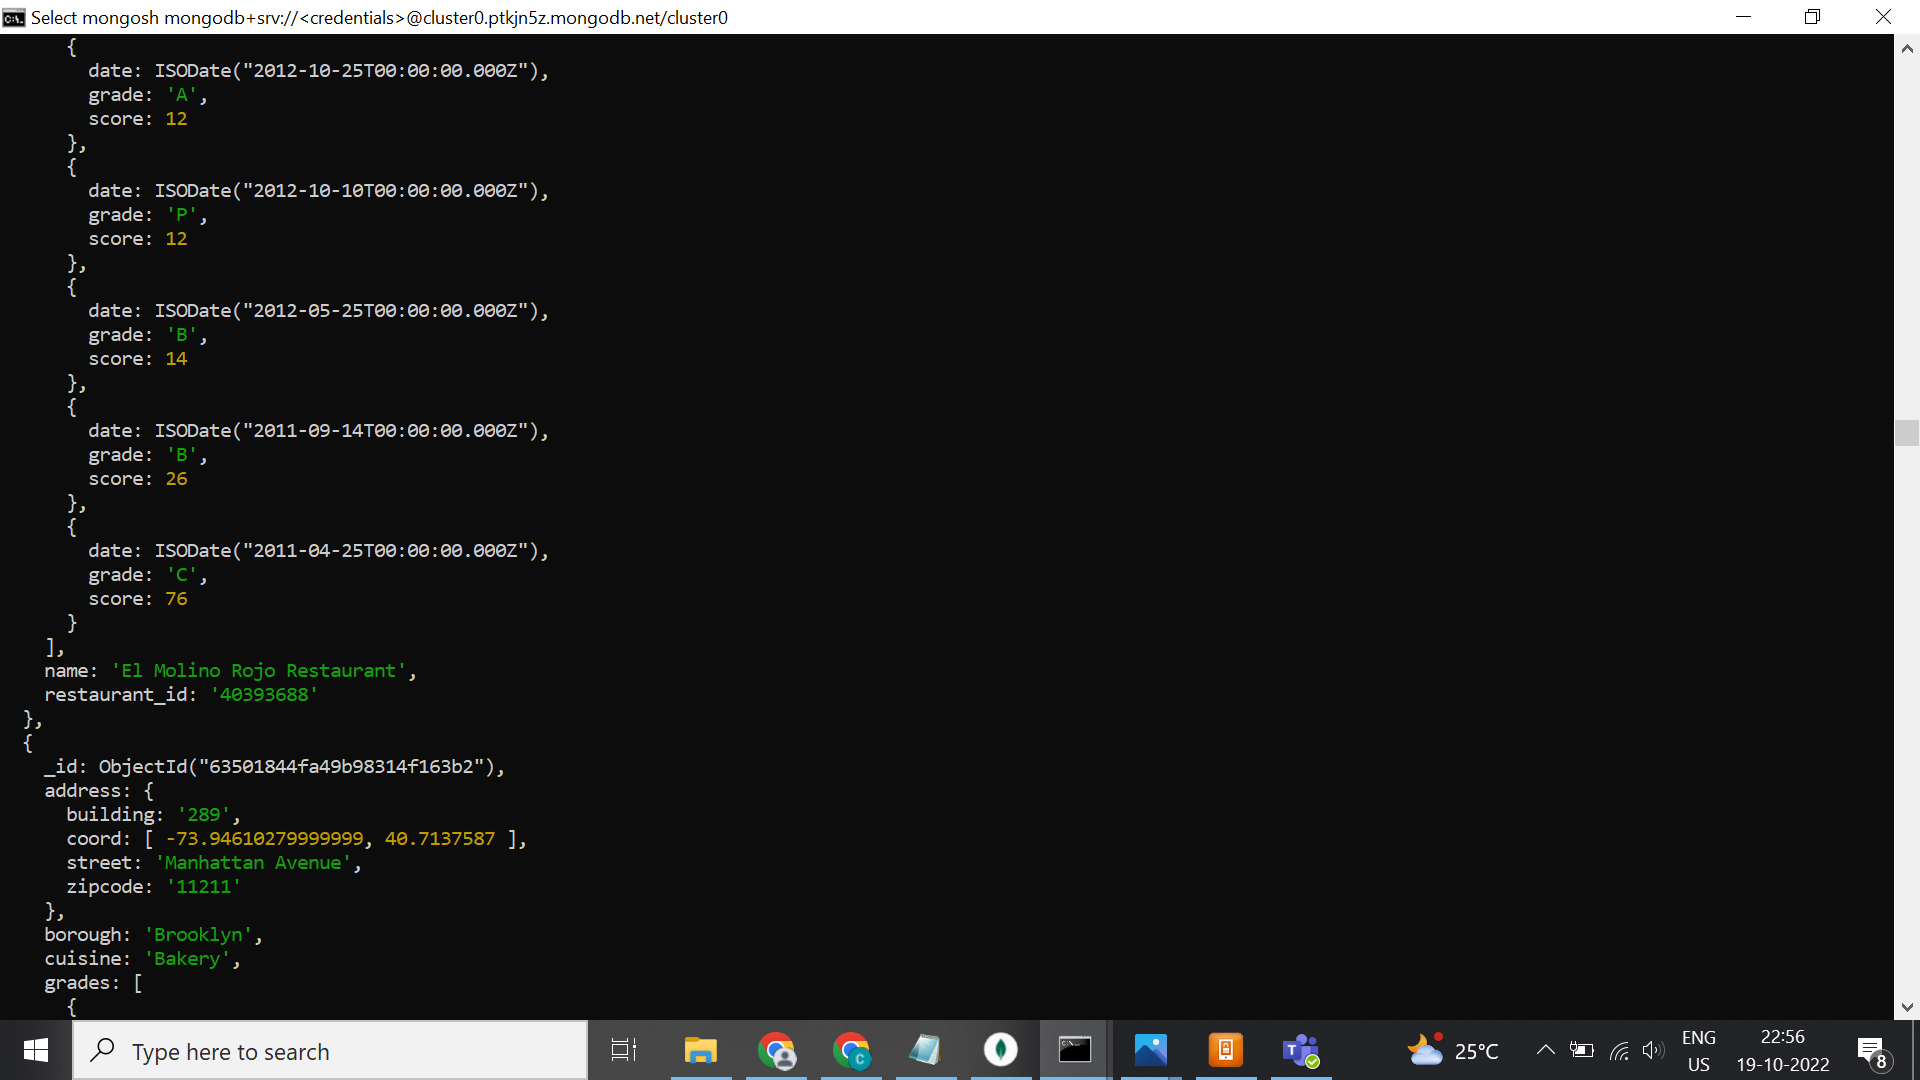 Select mongosh mongodb+srv://<credentials>@cluster0.ptkjn5z.mongodb.net/cluster0
{
date: ISODate("2012-10-25T00:00:00.000Z"),
grade: 'A',
score: 12
},
{
date: ISODate("2012-10-10T00:00:00.000Z"),
grade: 'P',
score: 12
},
{
date: ISODate("2012-05-25T00:00:00.000Z"),
grade: 'B',
score: 14
},
{
date: ISODate("2011-09-14T00:00:00.000Z"),
grade: 'B',
score: 26
},
{
date: ISODate("2011-04-25T00:00:00.000Z"),
grade: 'C',
score: 76
}
],
name: 'El Molino Rojo Restaurant',
restaurant_id: '40393688'
},
{
_id: ObjectId("63501844fa49b98314f163b2"),
address: {
building: '289',
coord: [ -73.94610279999999, 40.7137587 ],
street: 'Manhattan Avenue',
zipcode: '11211'
},
borough: 'Brooklyn',
cuisine: 'Bakery',
grades: [
{
Type here to search
25°C
ENG
US
22:56
19-10-2022
8